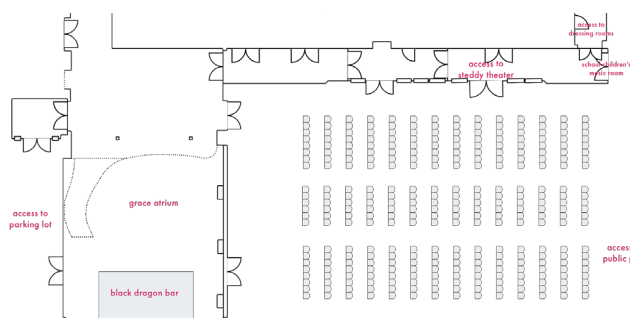 access to
dressing rooms
access to
steddy theater
school children's
music room
grace atrium
access to
parking lot
access
public
black dragon bar